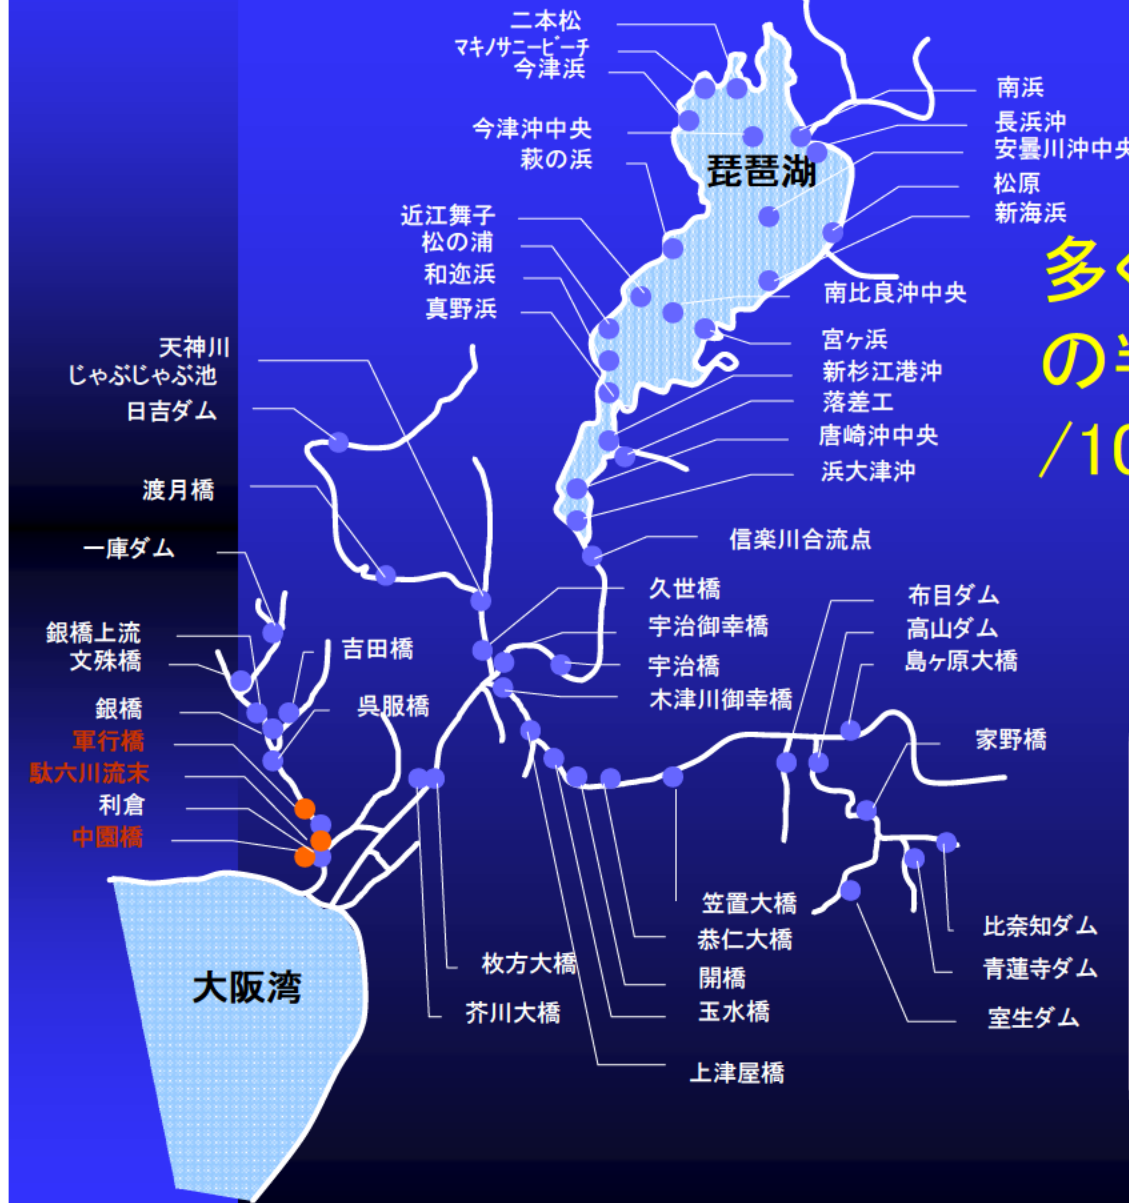 二本松
マキノサニービーチ
今津浜
今津沖中央
萩の浜
近江舞子
松の浦
和迩浜
真野浜
天神川
じゃぶじゃぶ池
日吉ダム
渡月橋
一庫ダム
銀橋上流
文殊橋
銀橋
軍行橋
駄六川流末
利倉
中園橋
吉田橋
呉服橋
琵琶湖
南浜
長浜沖
安曇川沖中央
松原
新海浜
南比良沖中央
宮ヶ浜
新杉江港沖
落差工
唐崎沖中央
浜大津沖
信楽川合流点
久世橋
宇治御幸橋
宇治橋
木津川御幸橋
布目ダム
高山ダム
島ヶ原大橋
家野橋
笠置大橋
恭仁大橋
開橋
玉水橋
上津屋橋
枚方大橋
芥川大橋
比奈知ダム
青蓮寺ダム
室生ダム
大阪湾
多く
の
/10